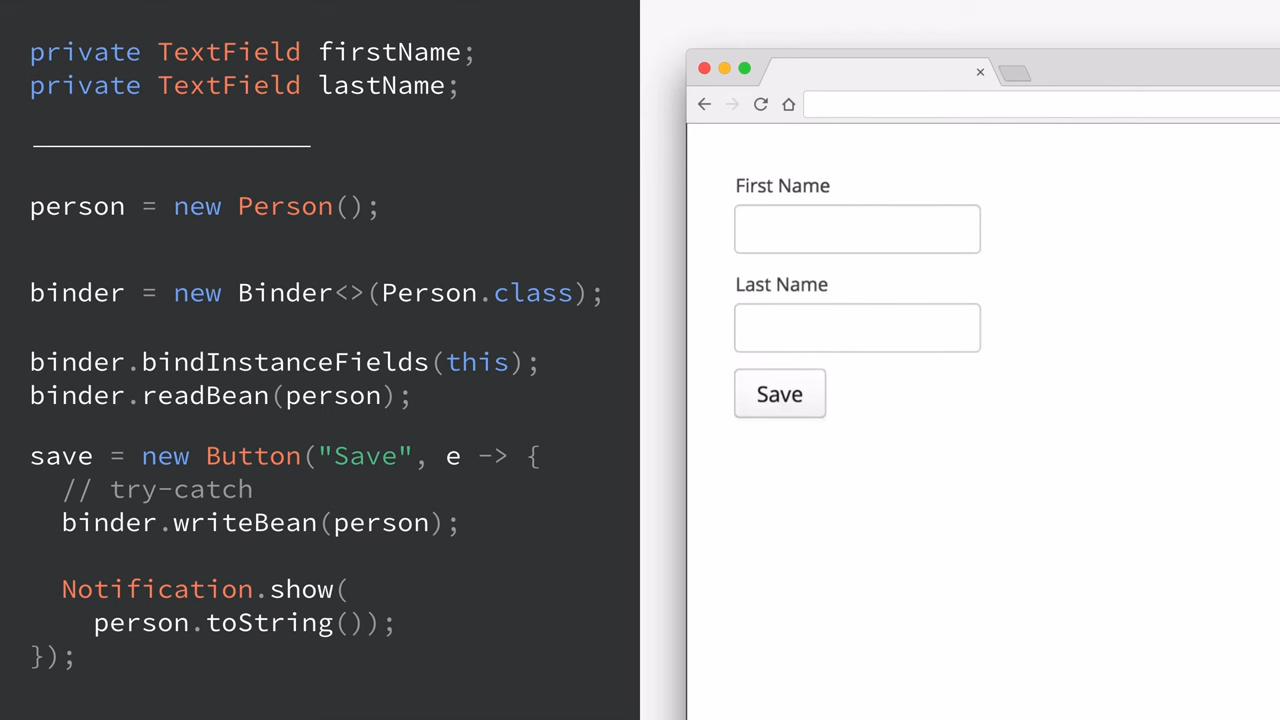 private TextField firstName;
private TextField lastName;
person = new Person();
binder = new Binder<>(Person.class);
binder.bindInstanceFields(this);
binder.readBean(person);
save = new Button("Save", e -> {
  // try-catch
  binder.writeBean(person);
  Notification.show(
    person.toString());
});
First Name
Last Name
Save